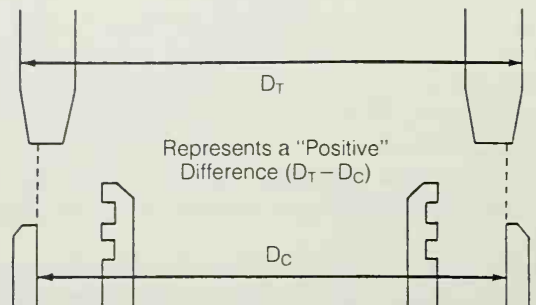 D_T
Represents a "Positive"
Difference (D_T – D_C)
D_C